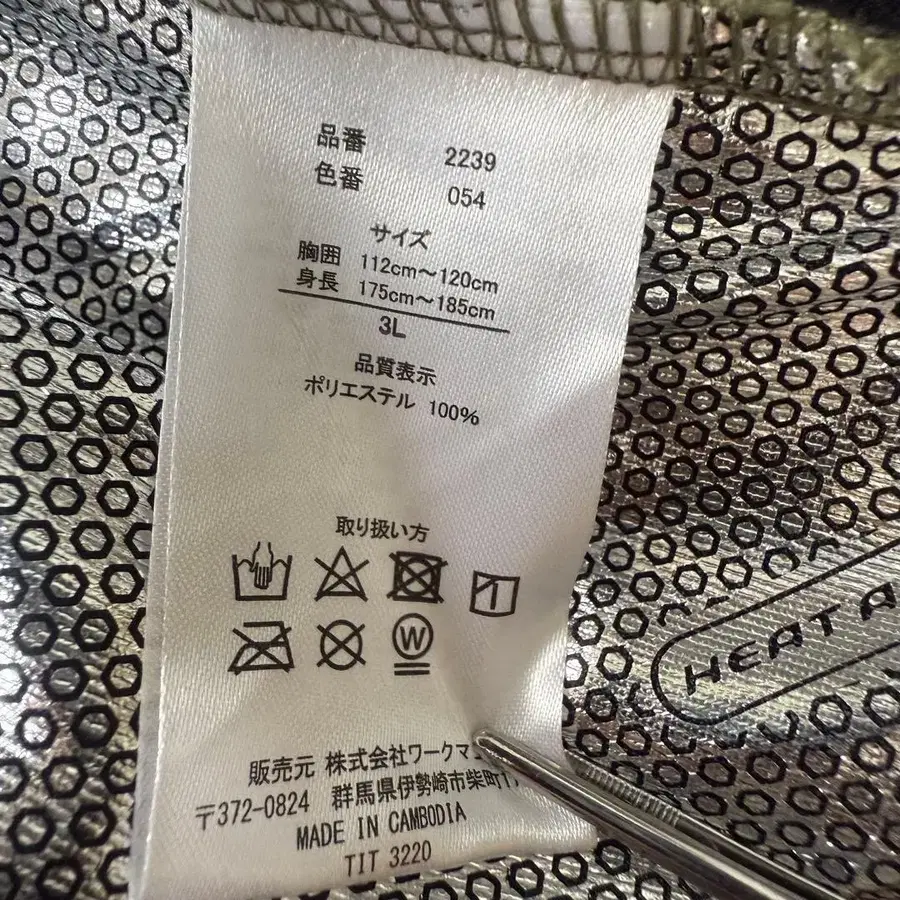 品番 2239
色番 054
サイズ
胸囲 112cm～120cm
身長 175cm～185cm
3L
品質表示
ポリエステル 100%
取り扱い方
W
販売元 株式会社ワークマ
〒372-0824 群馬県伊勢崎市柴町
MADE IN CAMBODIA
TIT 3220
HEAT